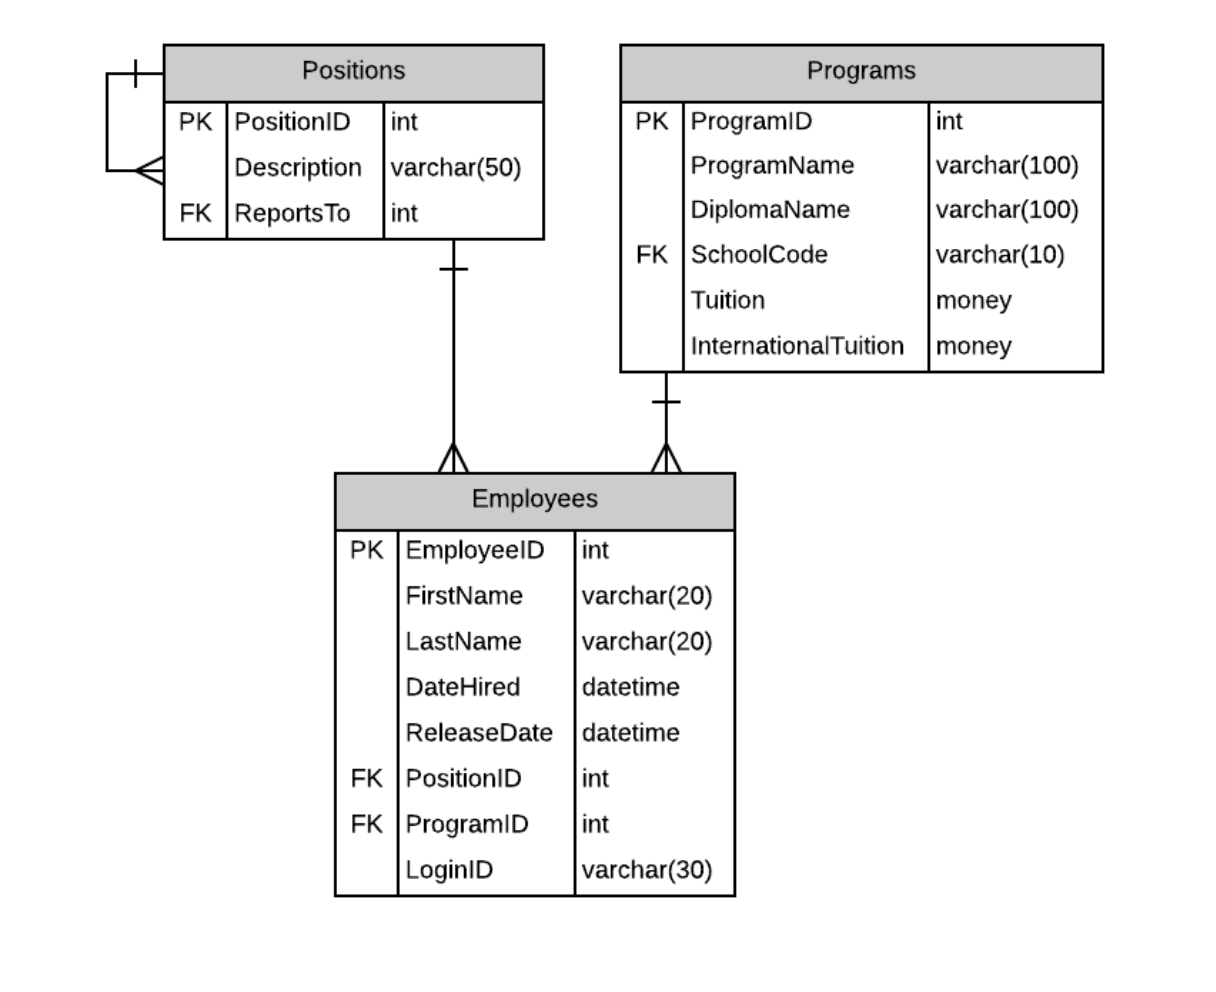 Positions
PK PositionID int
Description varchar(50)
FK ReportsTo int
Programs
PK ProgramID int
ProgramName varchar(100)
DiplomaName varchar(100)
FK SchoolCode varchar(10)
Tuition money
InternationalTuition money
Employees
PK EmployeeID int
FirstName varchar(20)
LastName varchar(20)
DateHired datetime
ReleaseDate datetime
FK PositionID int
FK ProgramID int
LoginID varchar(30)